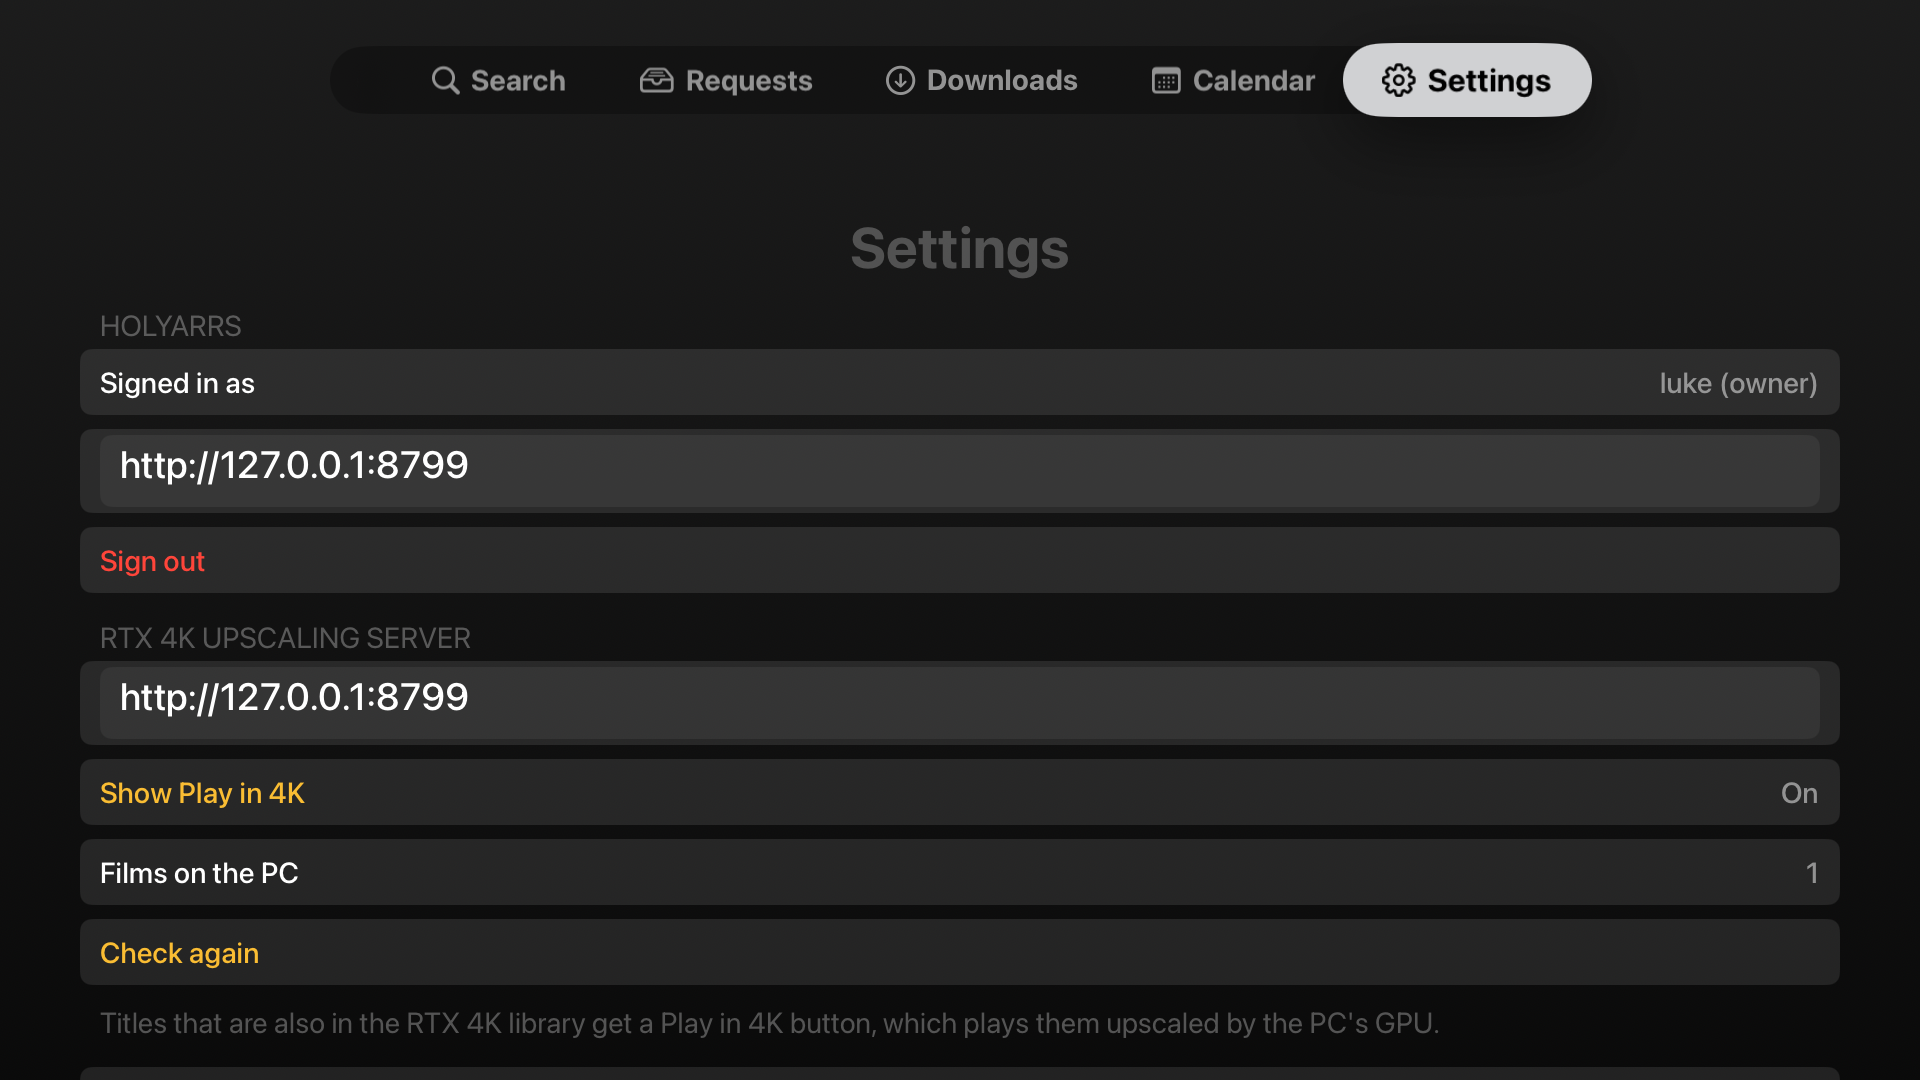 Search
Requests
Downloads
Calendar
Settings
Settings
HOLYARRS
Signed in as
luke (owner)
http://127.0.0.1:8799
Sign out
RTX 4K UPSCALING SERVER
http://127.0.0.1:8799
Show Play in 4K
On
Films on the PC
1
Check again
Titles that are also in the RTX 4K library get a Play in 4K button, which plays them upscaled by the PC's GPU.